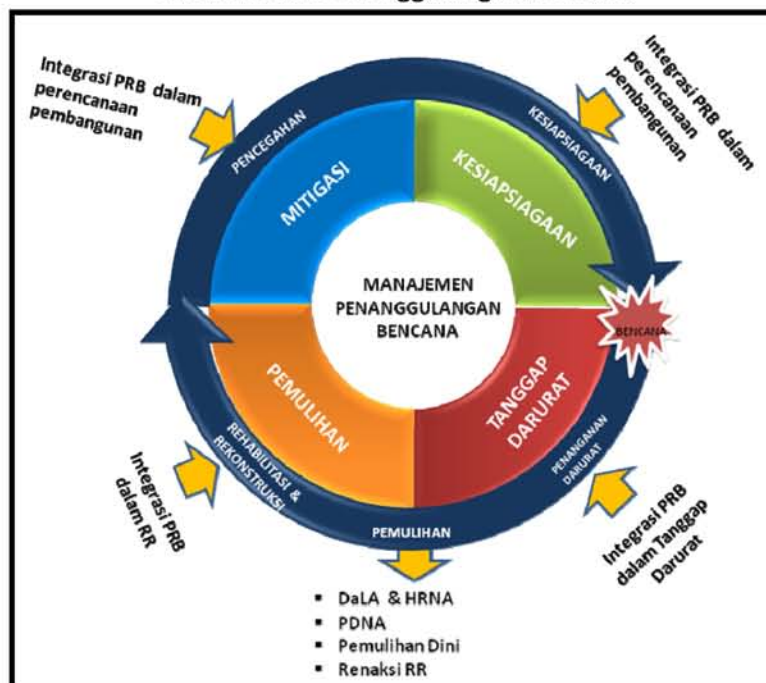 Integrasi PRB dalam
perencanaan
pembangunan
Integrasi PRB dalam
perencanaan
pembangunan
PENCEGAHAN
KESIAPSIAGAAN
MITIGASI
KESIAPSIAGAAN
MANAJEMEN
PENANGGULANGAN
BENCANA
BENCANA
PEMULIHAN
TANGGAP
DARURAT
REHABILITASI &
REKONSTRUKSI
PENANGANAN
DARURAT
PEMULIHAN
Integrasi PRB
dalam RR
Integrasi PRB
dalam Tanggap
Darurat
▪ DaLA & HRNA
▪ PDNA
▪ Pemulihan Dini
▪ Renaksi RR